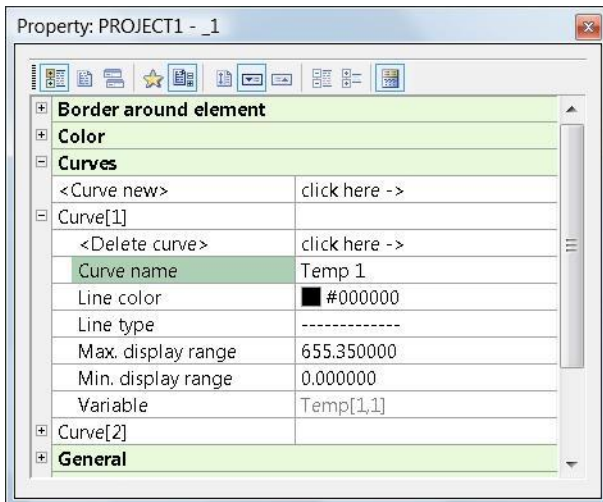 Property: PROJECT1 - _1
Border around element
Color
Curves
<Curve new> click here ->
Curve[1]
<Delete curve> click here ->
Curve name Temp 1
Line color #000000
Line type -------------
Max. display range 655.350000
Min. display range 0.000000
Variable Temp[1,1]
Curve[2]
General